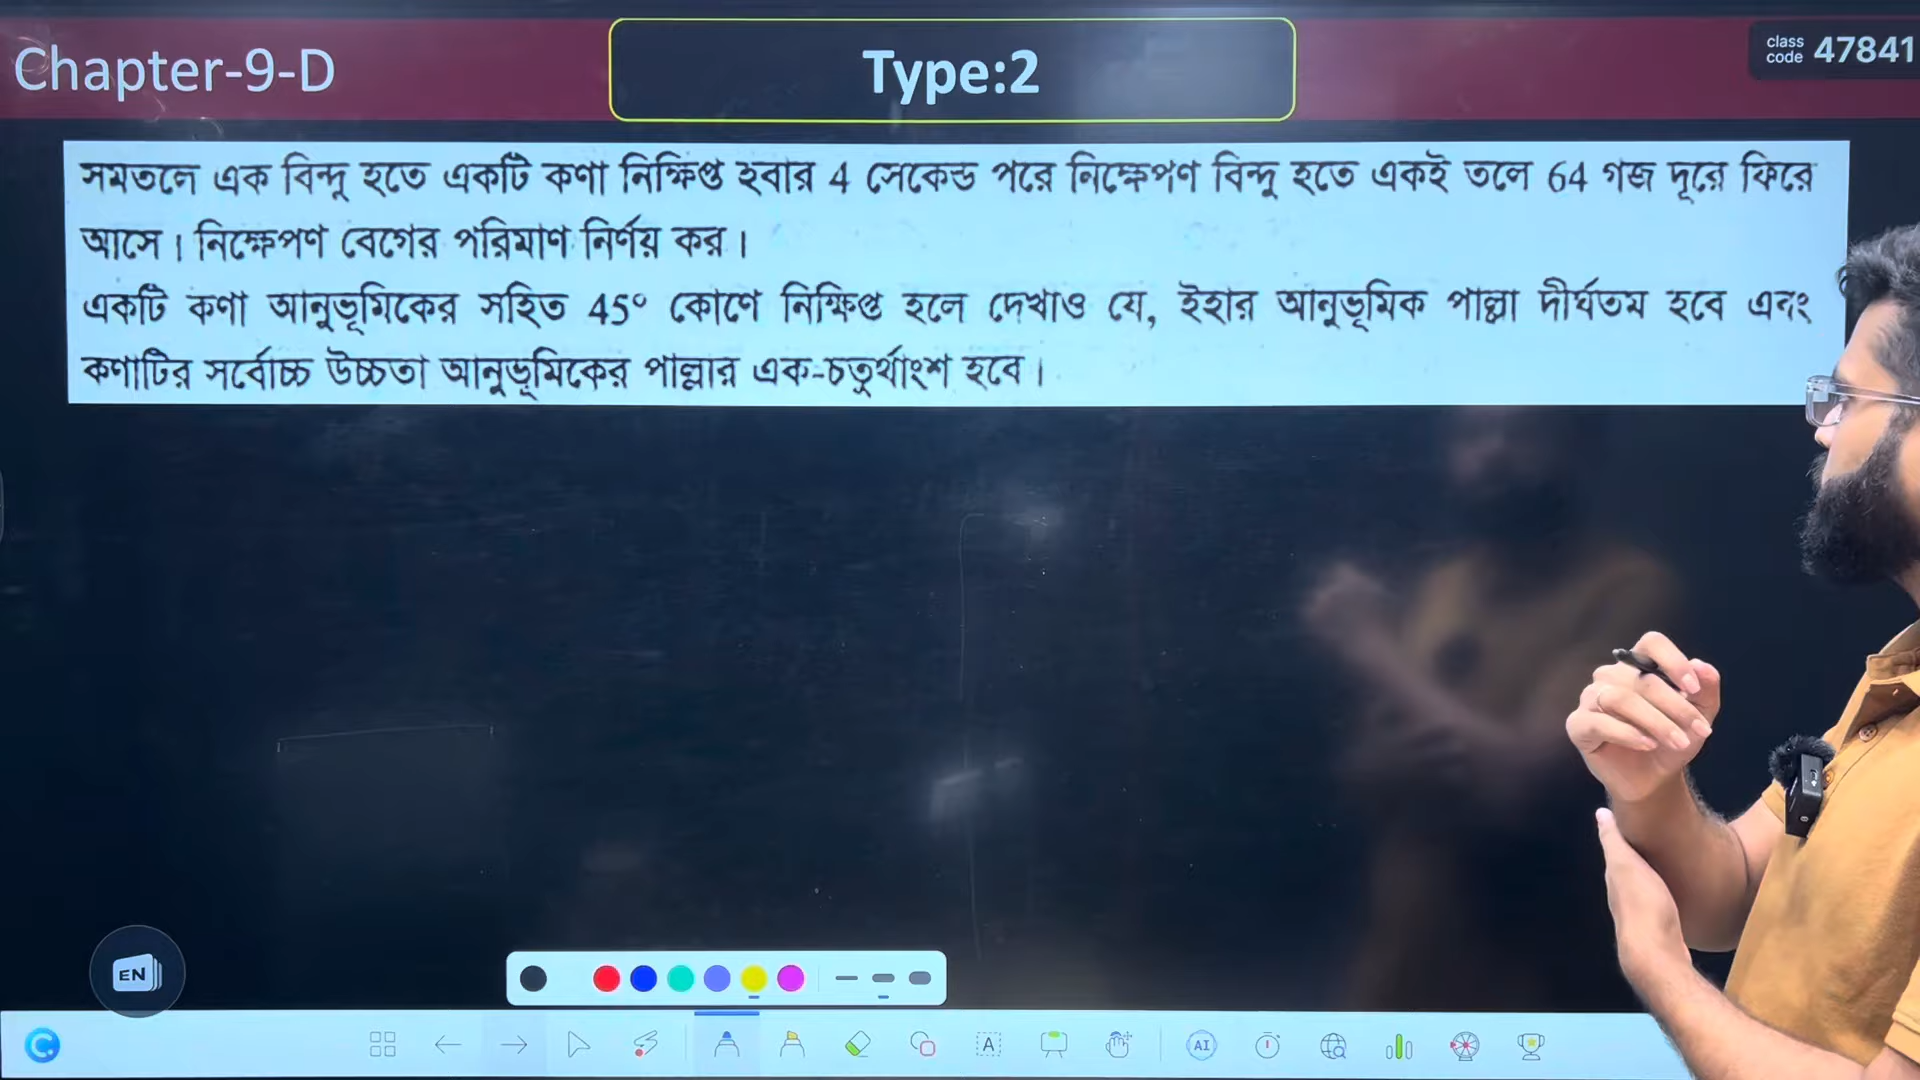 Chapter-9-D
Type:2
class code 47841
সমতলে এক বিন্দু হতে একটি কণা নিক্ষিপ্ত হবার 4 সেকেন্ড পরে নিক্ষেপণ বিন্দু হতে একই তলে 64 গজ দূরে ফিরে
আসে। নিক্ষেপণ বেগের পরিমাণ নির্ণয় কর।
একটি কণা আনুভূমিকের সহিত 45° কোণে নিক্ষিপ্ত হলে দেখাও যে, ইহার আনুভূমিক পাল্লা দীর্ঘতম হবে এবং
কণাটির সর্বোচ্চ উচ্চতা আনুভূমিকের পাল্লার এক-চতুর্থাংশ হবে।
EN
A
AI